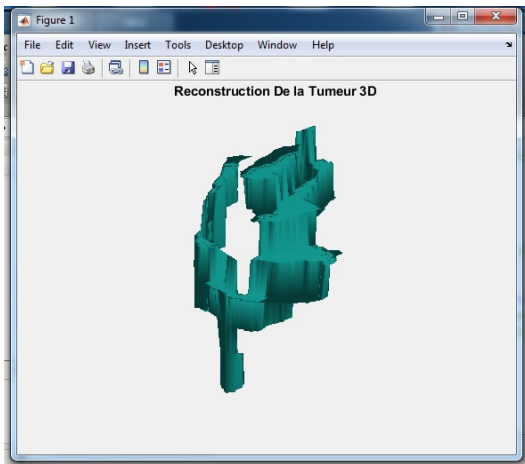 Figure 1
File Edit View Insert Tools Desktop Window Help
Reconstruction De la Tumeur 3D